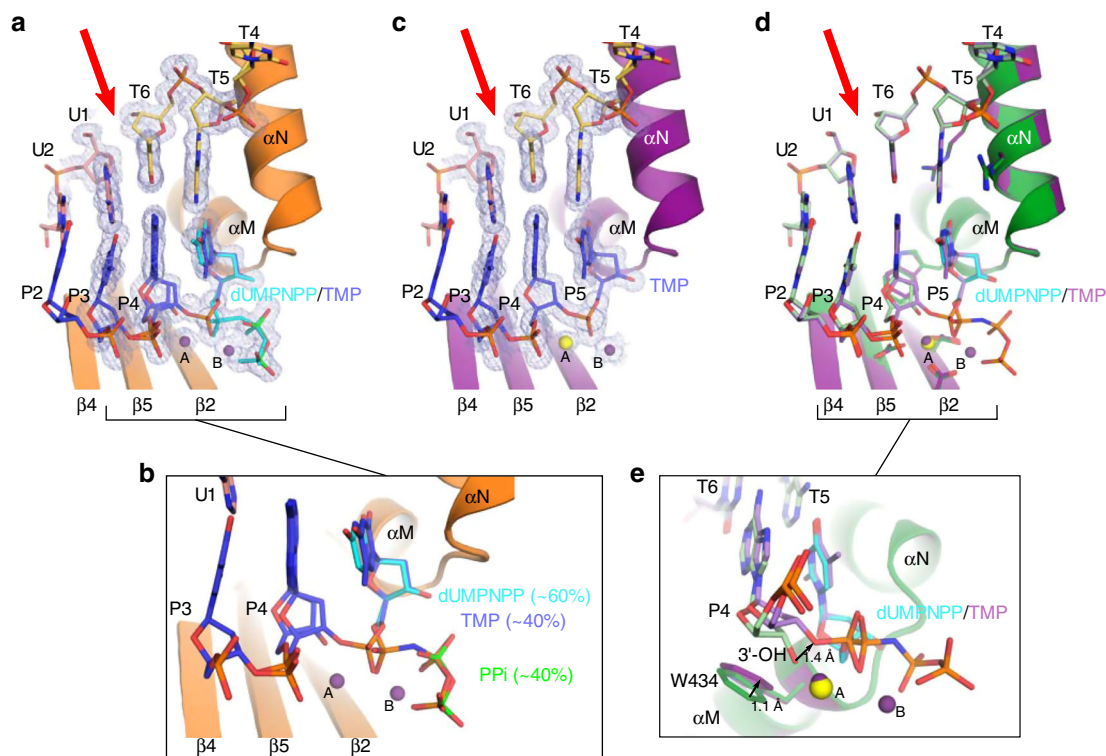 a
T4
T5
T6
U1
U2
αN
αM
P2
P3
P4
dUMPNPP/TMP
A
B
β4
β5
β2
c
T4
T5
T6
U1
U2
αN
αM
P2
P3
P4
P5
TMP
A
B
β4
β5
β2
d
T4
T5
T6
U1
U2
αN
αM
P2
P3
P4
P5
dUMPNPP/TMP
A
B
β4
β5
β2
b
U1
αN
αM
P3
P4
dUMPNPP (~60%)
TMP (~40%)
PPi (~40%)
A
B
β4
β5
β2
e
T6
T5
αN
P4
dUMPNPP/TMP
3'-OH
1.4 Å
W434
A
1.1 Å
B
αM